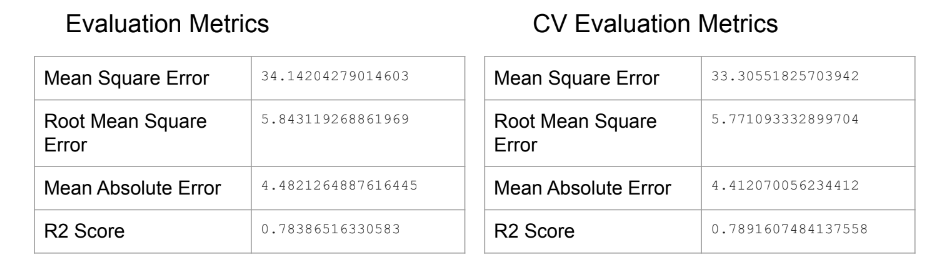 Evaluation Metrics
Mean Square Error 34.14204279014603
Root Mean Square 5.843119268861969
Error
Mean Absolute Error 4.4821264887616445
R2 Score 0.78386516330583
CV Evaluation Metrics
Mean Square Error 33.30551825703942
Root Mean Square 5.771093332899704
Error
Mean Absolute Error 4.412070056234412
R2 Score 0.7891607484137558